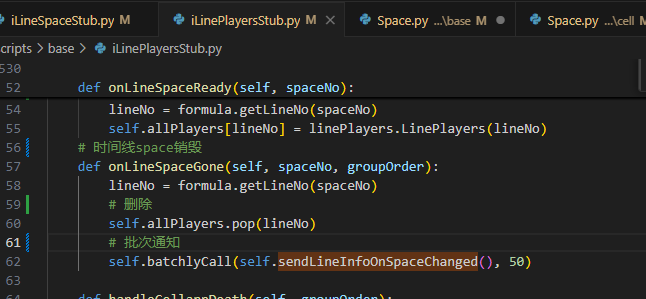 iLineSpaceStub.py M iLinePlayersStub.py M × Space.py ...\base Space.py ...\cell
scripts > base > iLinePlayersStub.py
530
52 def onLineSpaceReady(self, spaceNo):
54 lineNo = formula.getLineNo(spaceNo)
55 self.allPlayers[lineNo] = linePlayers.LinePlayers(lineNo)
56 # 时间线space销毁
57 def onLineSpaceGone(self, spaceNo, groupOrder):
58 lineNo = formula.getLineNo(spaceNo)
59 # 删除
60 self.allPlayers.pop(lineNo)
61 # 批次通知
62 self.batchlyCall(self.sendLineInfoOnSpaceChanged(), 50)
64 def handleCellappDeath(self, groupOrder):